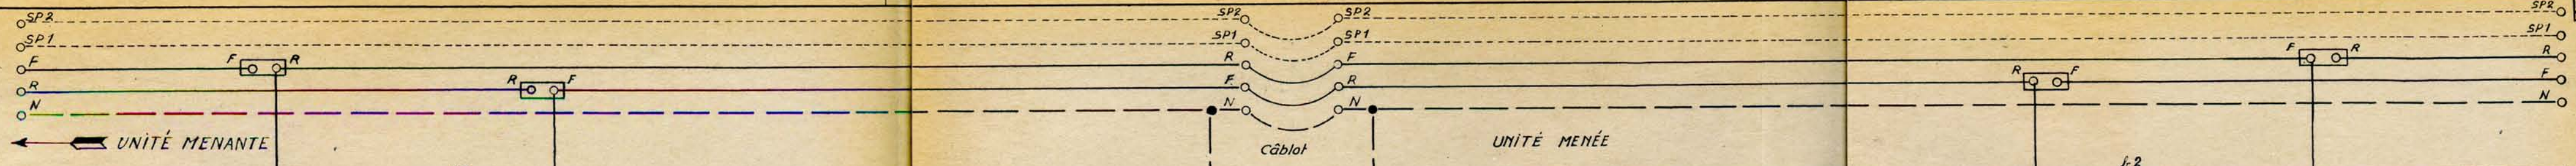 SP2 SP2 SP2 SP2
SP1 SP1 SP1 SP1
F F R R F F R R
R R F F R R F F
N N N N
UNITÉ MENANTE Câblot UNITÉ MENÉE